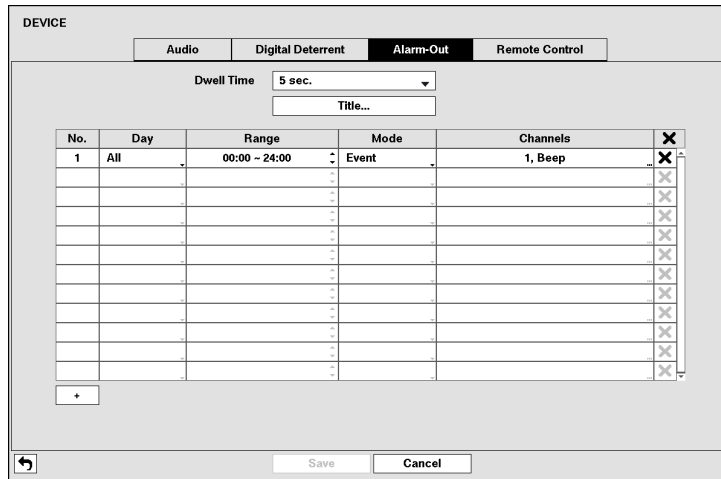 DEVICE
Audio Digital Deterrent Alarm-Out Remote Control
Dwell Time 5 sec.
Title...
No. Day Range Mode Channels
1 All 00:00 ~ 24:00 Event 1, Beep ...
+
Save Cancel